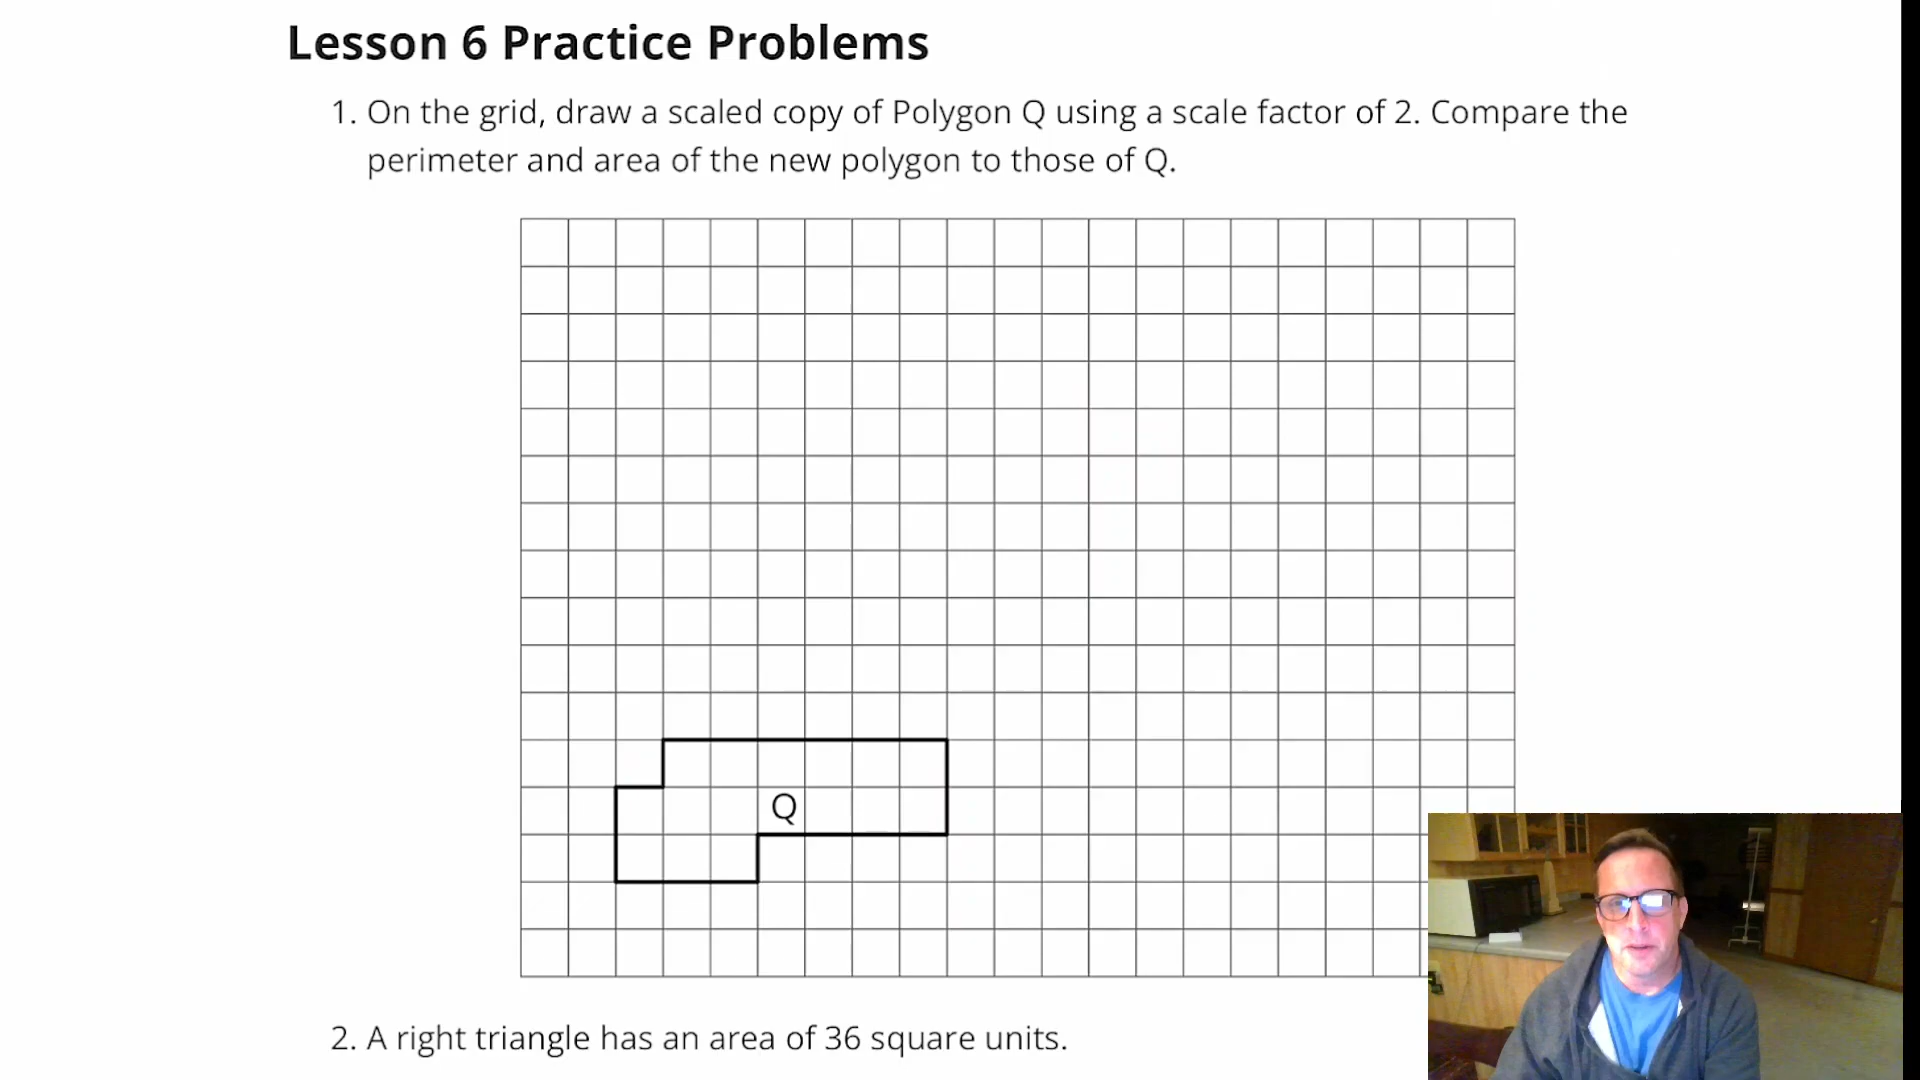 Lesson 6 Practice Problems
1. On the grid, draw a scaled copy of Polygon Q using a scale factor of 2. Compare the
perimeter and area of the new polygon to those of Q.
Q
2. A right triangle has an area of 36 square units.